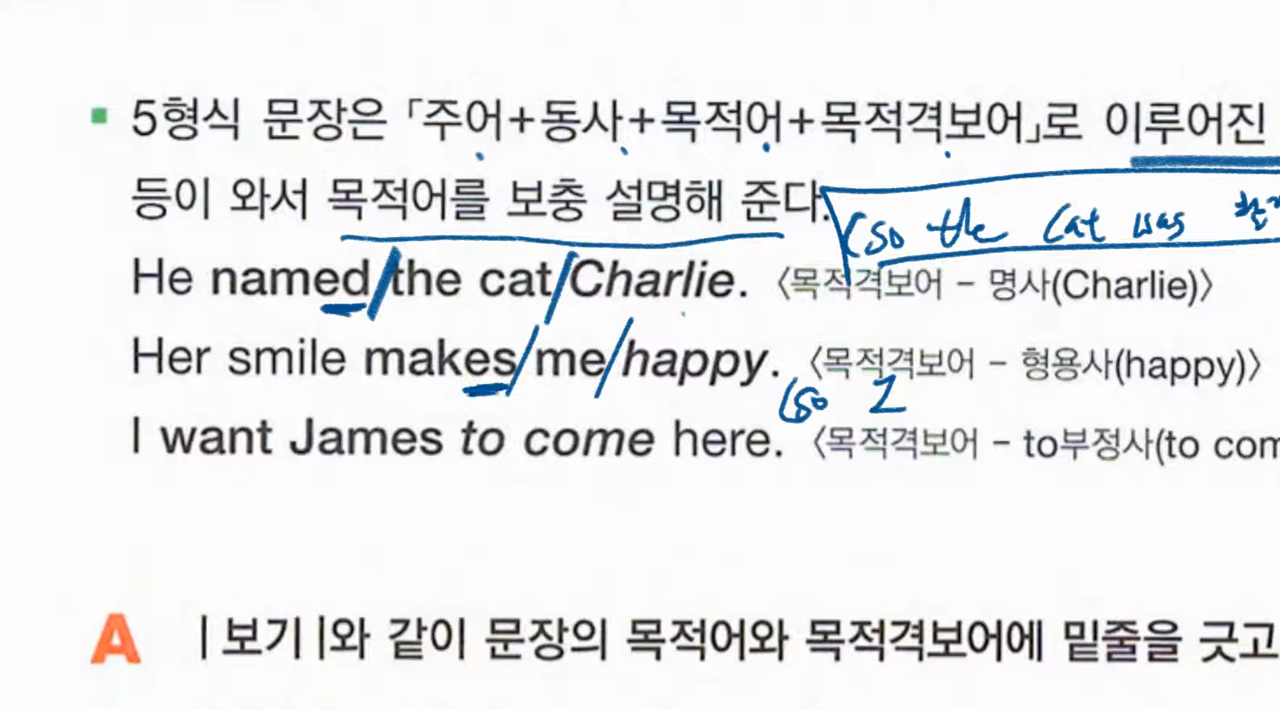 5형식 문장은 「주어+동사+목적어+목적격보어」로 이루어진
등이 와서 목적어를 보충 설명해 준다.
(so the cat was
He named/the cat/Charlie. 〈목적격보어 – 명사(Charlie)〉
Her smile makes/me/happy. 〈목적격보어 – 형용사(happy)〉
(so I
I want James to come here. 〈목적격보어 – to부정사(to com
A |보기|와 같이 문장의 목적어와 목적격보어에 밑줄을 긋고